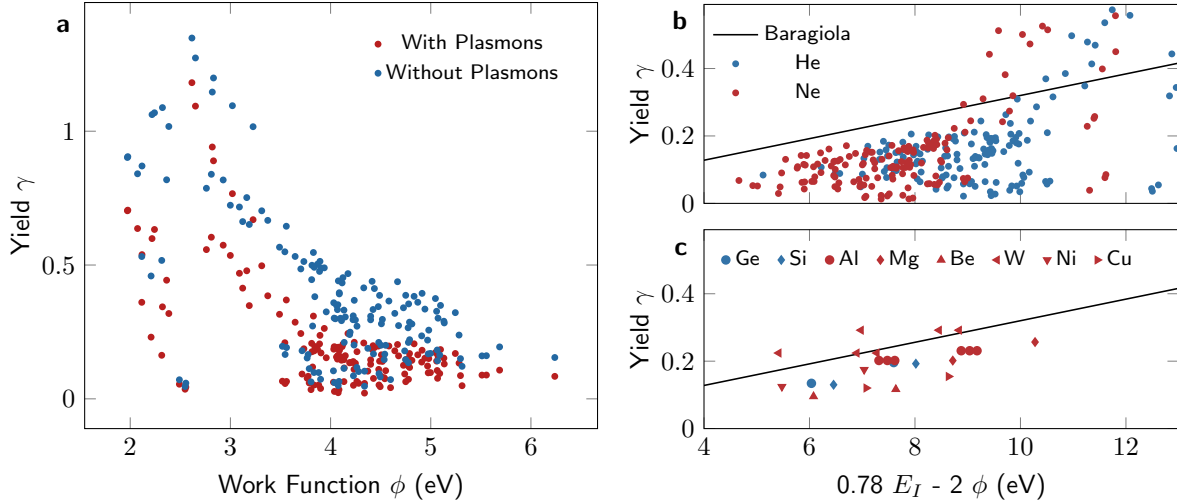 a
With Plasmons
Without Plasmons
Yield γ
1
0.5
0
2 3 4 5 6
Work Function ϕ (eV)
b
Baragiola
He
Ne
Yield γ
0.4
0.2
0
c
Ge Si Al Mg Be W Ni Cu
Yield γ
0.4
0.2
0
4 6 8 10 12
0.78 E_I - 2 ϕ (eV)